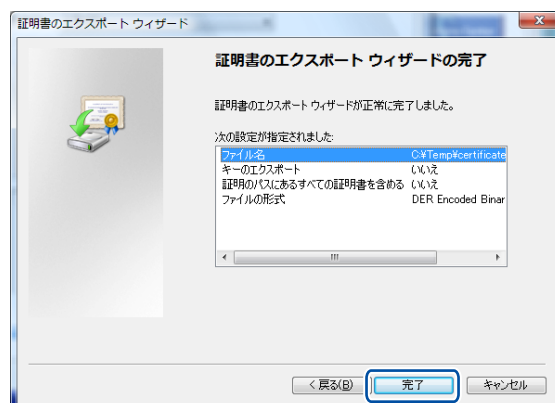 証明書のエクスポート ウィザード
証明書のエクスポート ウィザードの完了
証明書のエクスポート ウィザードが正常に完了しました。
次の設定が指定されました:
ファイル名 C:¥Temp¥certificate
キーのエクスポート いいえ
証明のパスにあるすべての証明書を含める いいえ
ファイルの形式 DER Encoded Binar
< 戻る(B) 完了 キャンセル